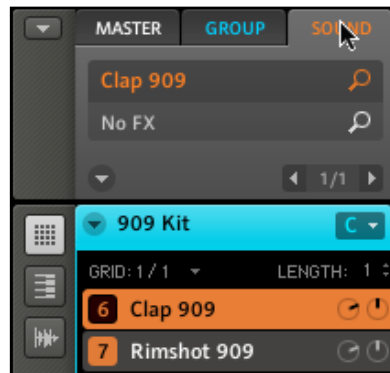 MASTER GROUP SOUND
Clap 909
No FX
1/1
909 Kit C
GRID: 1/1 LENGTH: 1
6 Clap 909
7 Rimshot 909